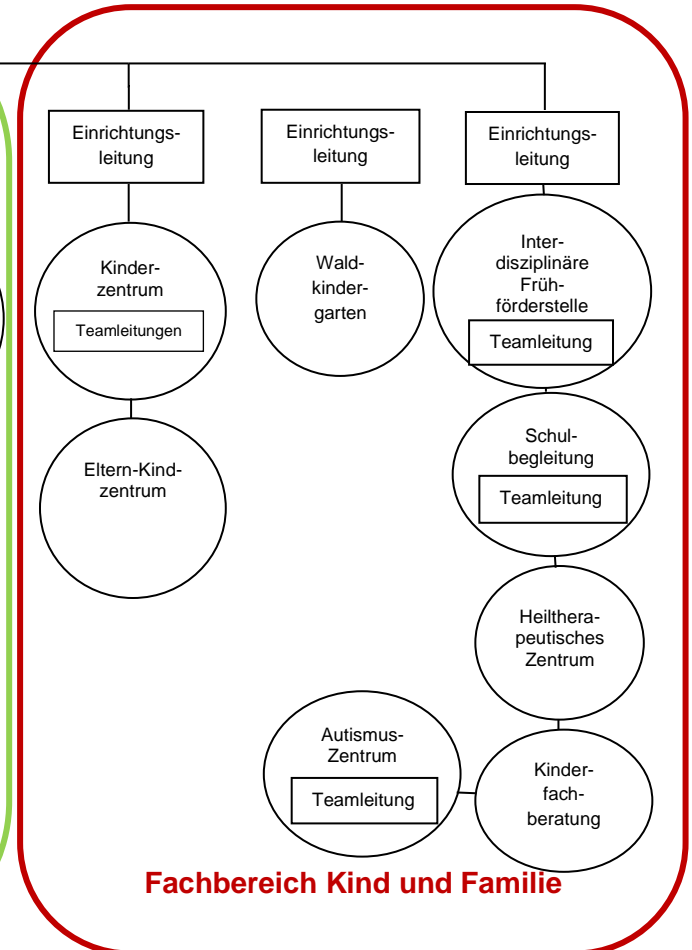 Einrichtungs-
leitung
Einrichtungs-
leitung
Einrichtungs-
leitung
Kinder-
zentrum
Teamleitungen
Wald-
kinder-
garten
Inter-
disziplinäre
Früh-
förderstelle
Teamleitung
Eltern-Kind-
zentrum
Schul-
begleitung
Teamleitung
Heilthera-
peutisches
Zentrum
Autismus-
Zentrum
Teamleitung
Kinder-
fach-
beratung
Fachbereich Kind und Familie